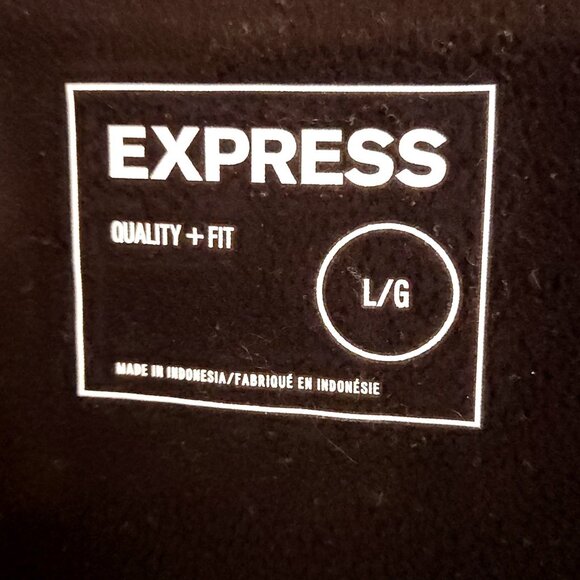 EXPRESS
QUALITY + FIT
L/G
MADE IN INDONESIA/FABRIQUÉ EN INDONÉSIE